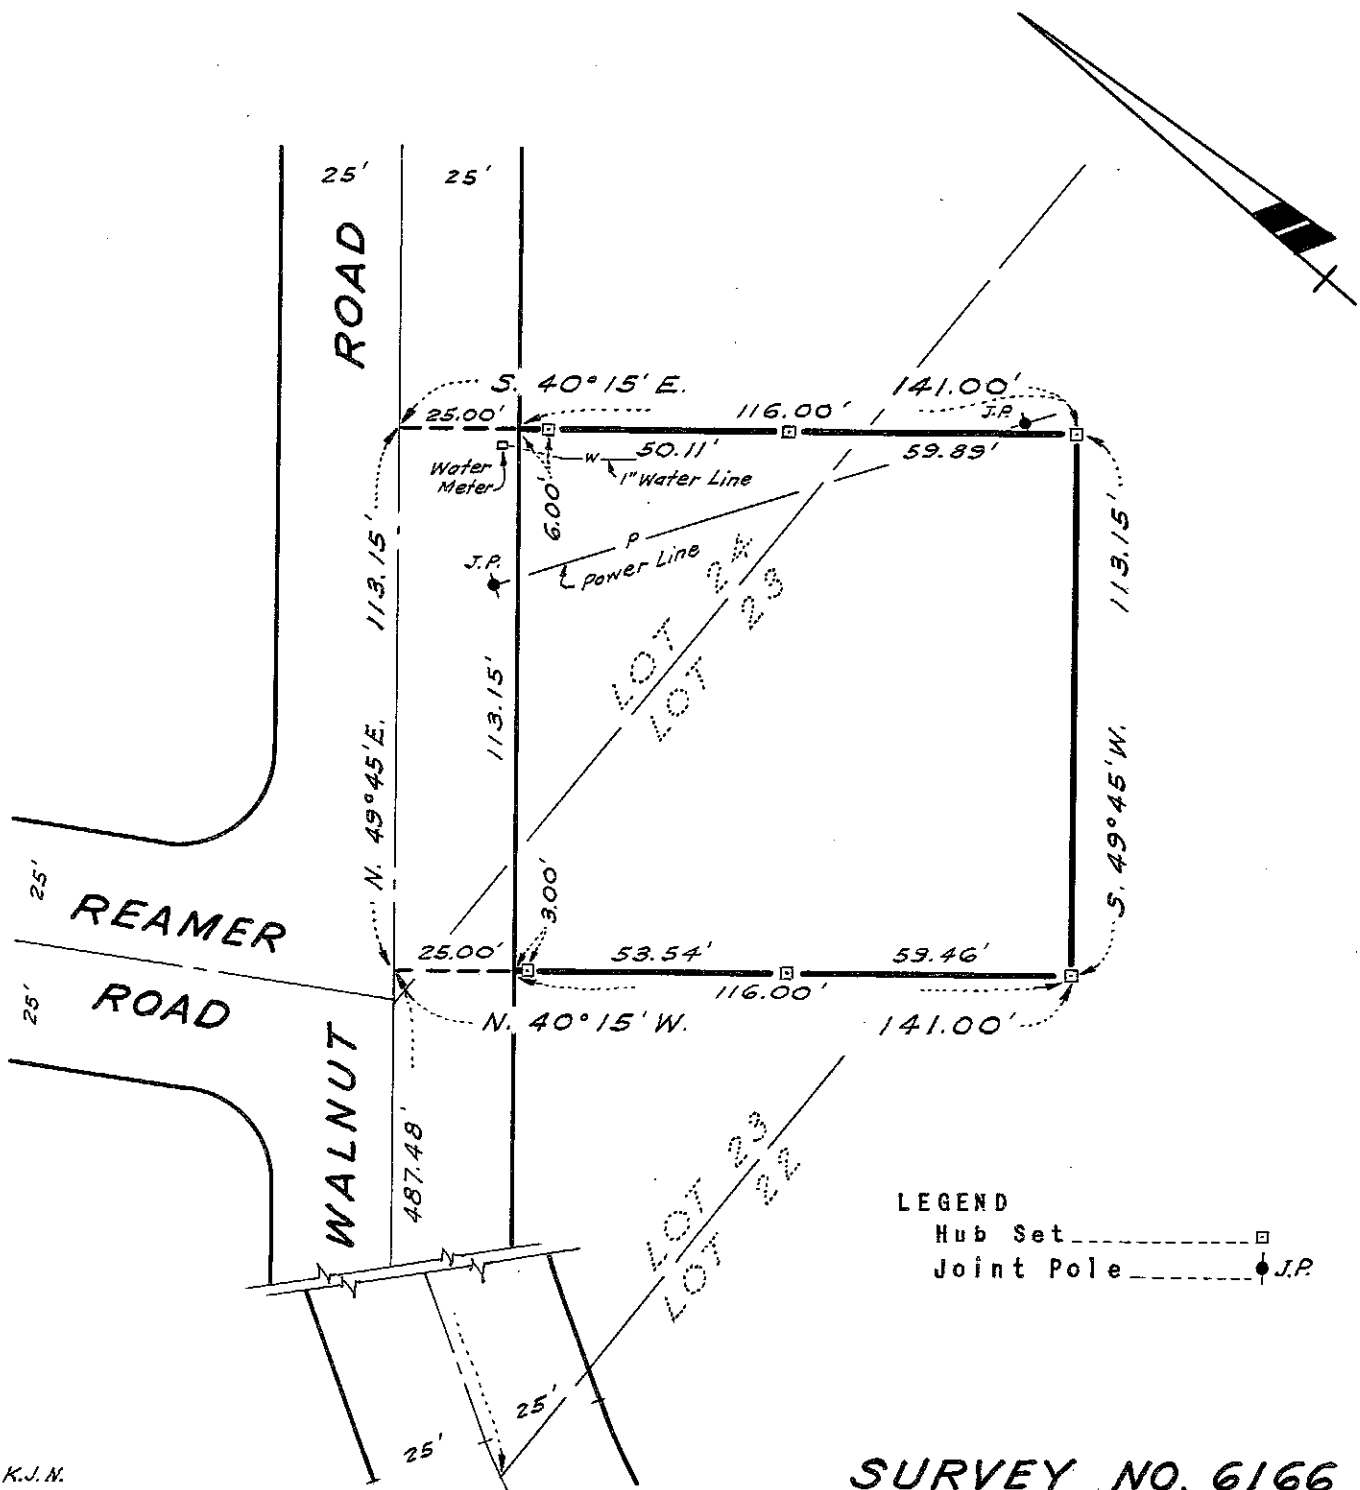 25'
25'
ROAD
S. 40°15' E.
141.00'
25.00'
116.00'
J.P.
50.11'
59.89'
Water
Meter
W
1" Water Line
6.00'
113.15'
113.15'
J.P.
P
Power Line
LOT 24
LOT 23
113.15'
N. 49°45' E.
S. 49°45' W.
25'
REAMER
3.00'
25.00'
53.54'
59.46'
116.00'
25'
ROAD
N. 40°15' W.
141.00'
WALNUT
487.48'
LOT 23
LOT 22
LEGEND
Hub Set
Joint Pole J.P.
25'
25'
K.J.N.
SURVEY NO. 6166